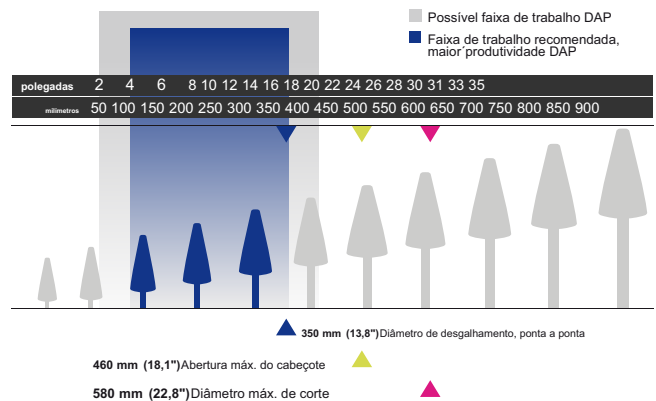 Possível faixa de trabalho DAP
Faixa de trabalho recomendada,
maior´produtividade DAP
polegadas 2 4 6 8 10 12 14 16 18 20 22 24 26 28 30 31 33 35
milímetros 50 100 150 200 250 300 350 400 450 500 550 600 650 700 750 800 850 900
350 mm (13,8") Diâmetro de desgalhamento, ponta a ponta
460 mm (18,1") Abertura máx. do cabeçote
580 mm (22,8") Diâmetro máx. de corte